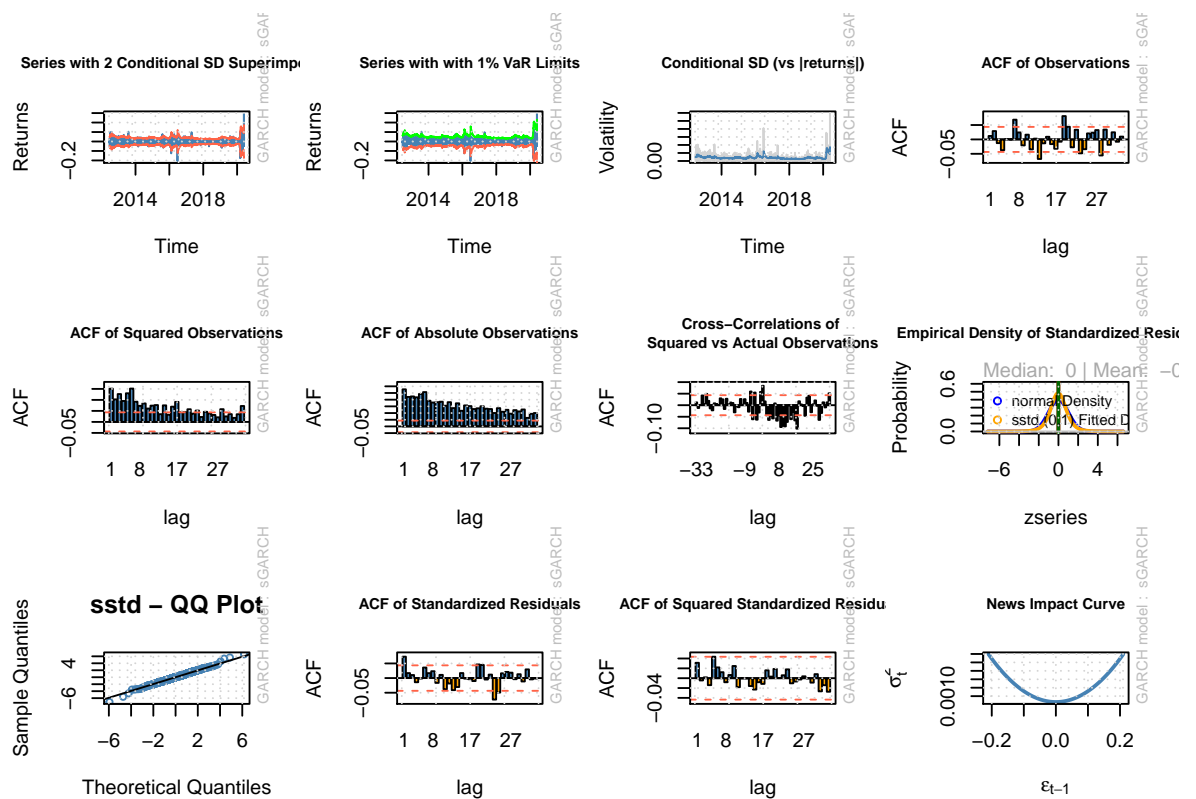 Series with 2 Conditional SD Superimpo
Returns
−0.2
2014 2018
Time
GARCH model : sGAR
Series with with 1% VaR Limits
Returns
−0.2
2014 2018
Time
GARCH model : sGAR
Conditional SD (vs |returns|)
Volatility
0.00
2014 2018
Time
GARCH model : sGAR
ACF of Observations
ACF
−0.05
1 8 17 27
lag
GARCH model : sGAR
ACF of Squared Observations
ACF
−0.05
1 8 17 27
lag
GARCH model : sGARCH
ACF of Absolute Observations
ACF
−0.05
1 8 17 27
lag
GARCH model : sGARCH
Cross−Correlations of
Squared vs Actual Observations
ACF
−0.10
−33 −9 8 25
lag
GARCH model : sGARCH
Empirical Density of Standardized Resid
Probability
0.0 0.6
Median: 0 | Mean: −0
normal Density
sstd (0,1) Fitted D
−6 0 4
zseries
GARCH model : sGARCH
sstd − QQ Plot
Sample Quantiles
−6 4
−6 −2 2 6
Theoretical Quantiles
GARCH model : sGARCH
ACF of Standardized Residuals
ACF
−0.05
1 8 17 27
lag
GARCH model : sGARCH
ACF of Squared Standardized Residu
ACF
−0.04
1 8 17 27
lag
GARCH model : sGARCH
News Impact Curve
0.0010
−0.2 0.0 0.2
εt−1
GARCH model : sGARCH